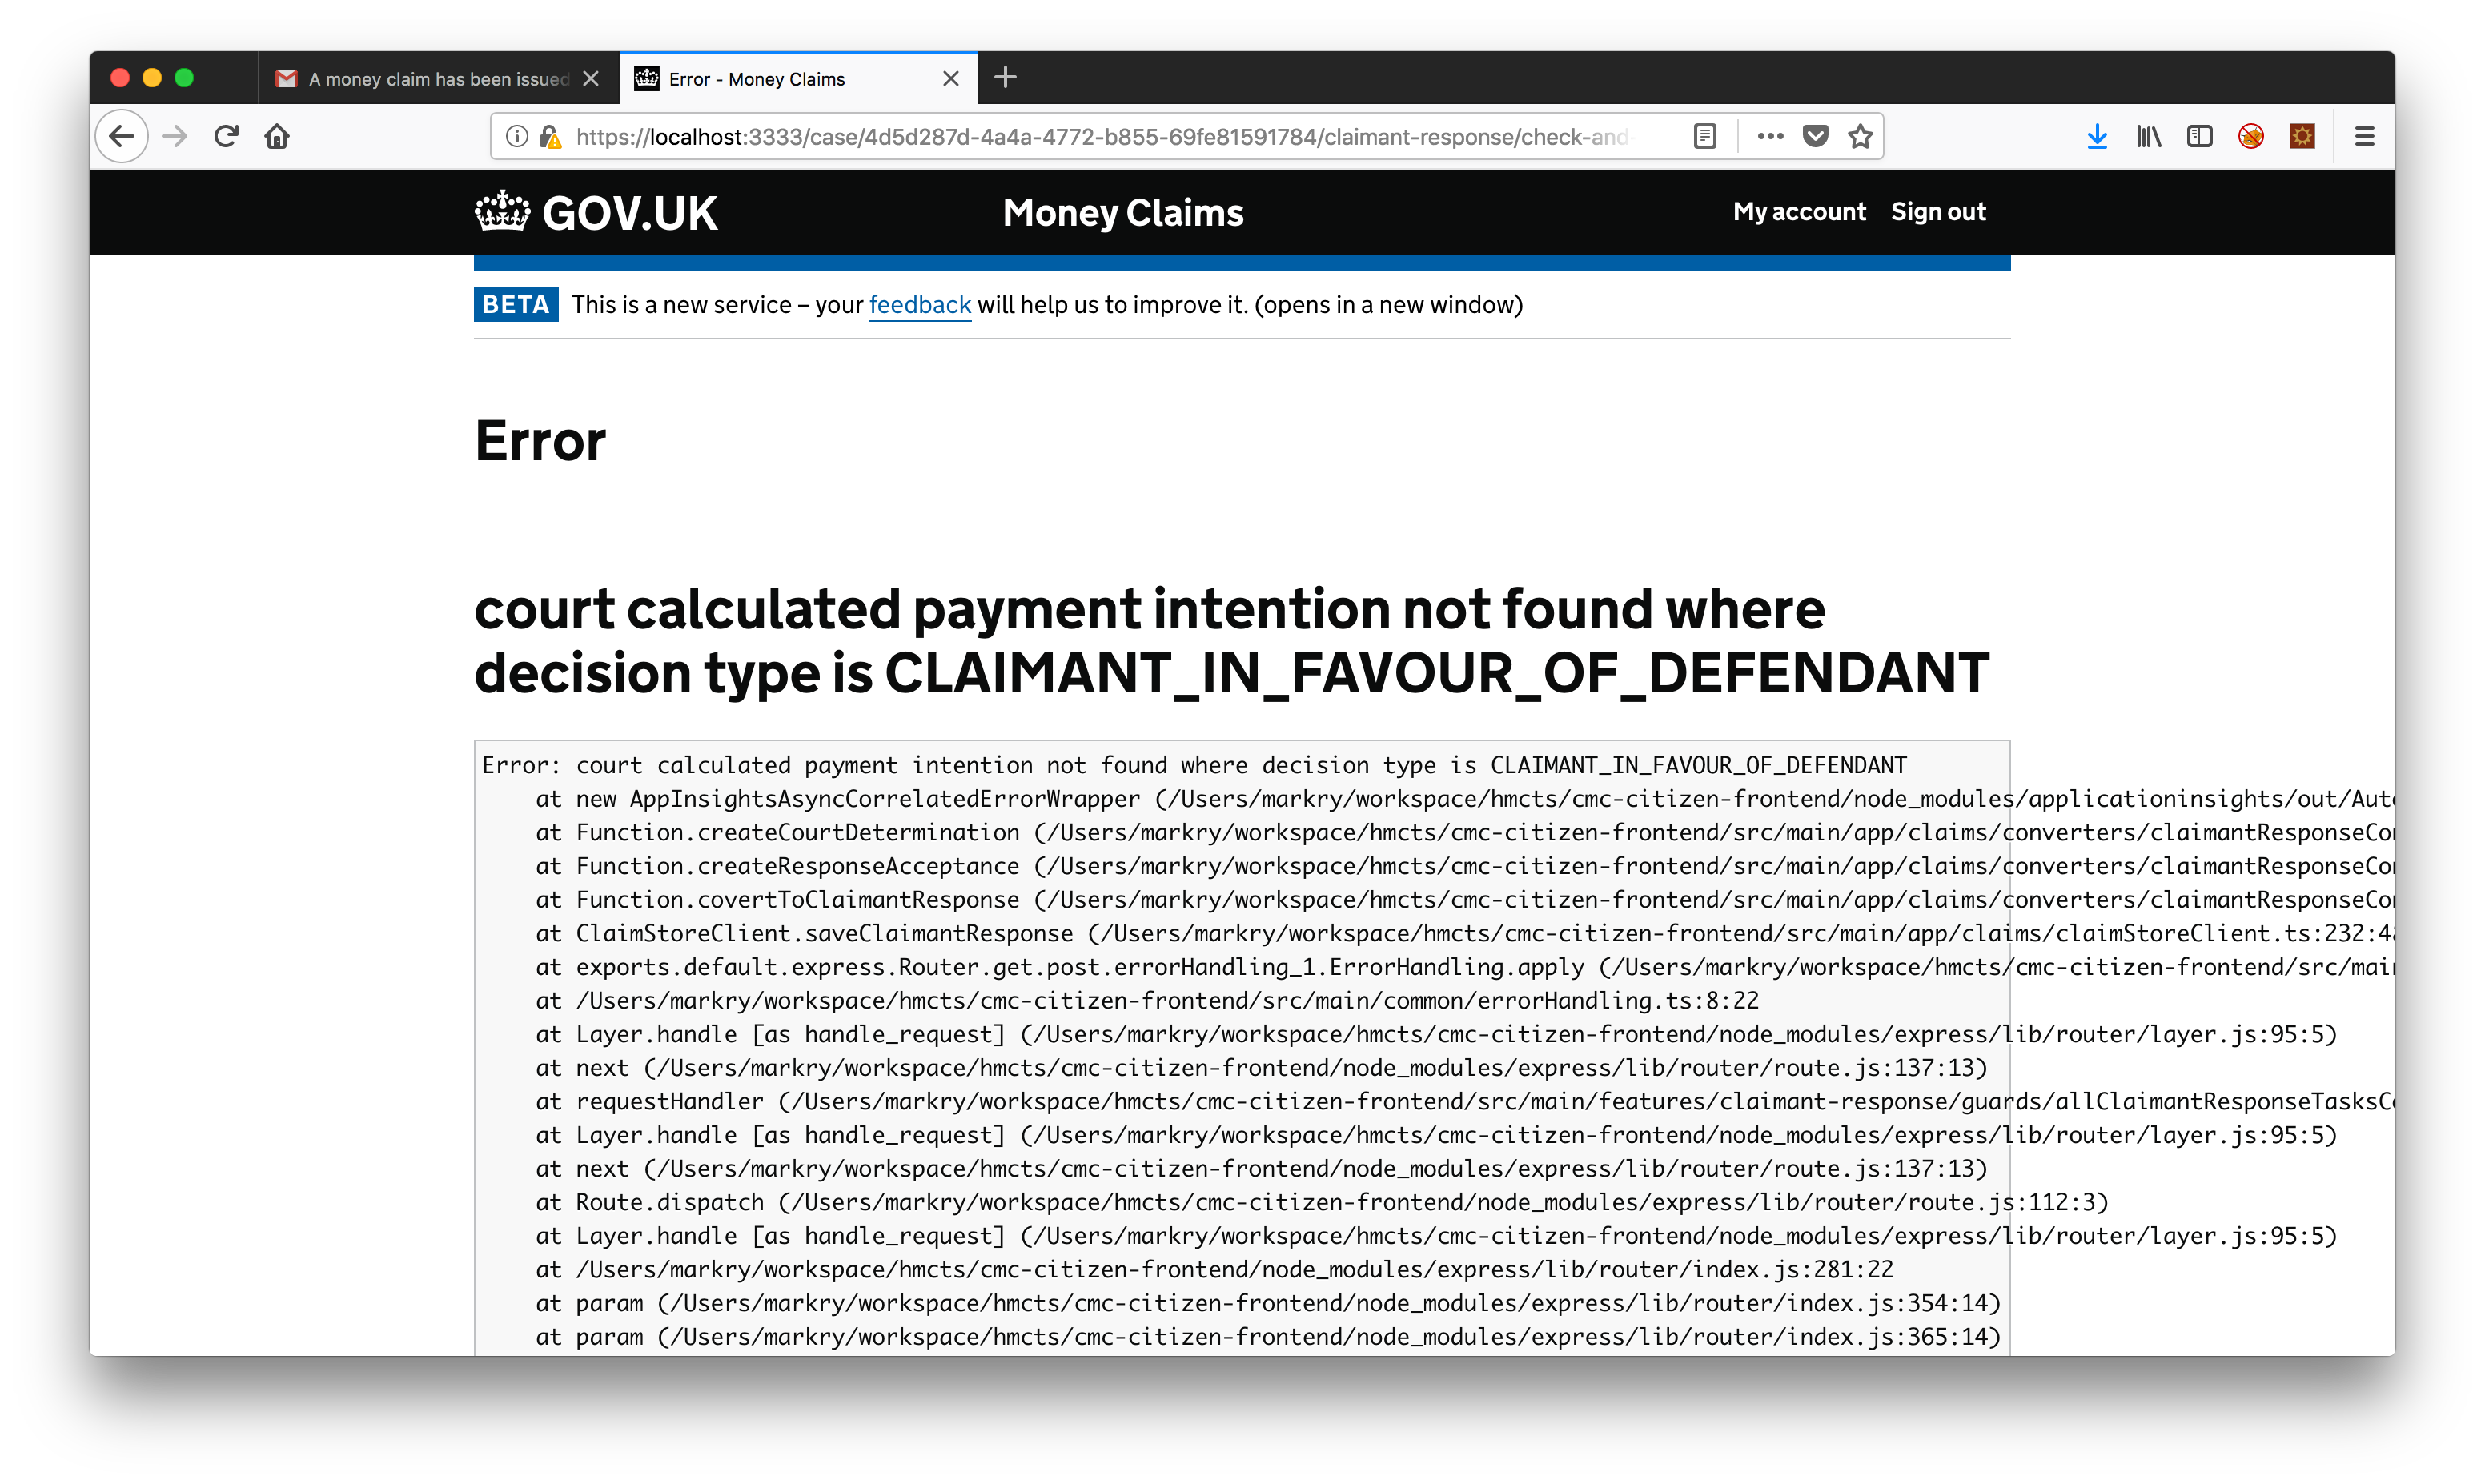 A money claim has been issued
Error - Money Claims
https://localhost:3333/case/4d5d287d-4a4a-4772-b855-69fe81591784/claimant-response/check-and-
GOV.UK
Money Claims
My account Sign out
BETA This is a new service – your feedback will help us to improve it. (opens in a new window)
Error
court calculated payment intention not found where
decision type is CLAIMANT_IN_FAVOUR_OF_DEFENDANT
Error: court calculated payment intention not found where decision type is CLAIMANT_IN_FAVOUR_OF_DEFENDANT
at new AppInsightsAsyncCorrelatedErrorWrapper (/Users/markry/workspace/hmcts/cmc-citizen-frontend/node_modules/applicationinsights/out/Aut
at Function.createCourtDetermination (/Users/markry/workspace/hmcts/cmc-citizen-frontend/src/main/app/claims/converters/claimantResponseCo
at Function.createResponseAcceptance (/Users/markry/workspace/hmcts/cmc-citizen-frontend/src/main/app/claims/converters/claimantResponseCo
at Function.covertToClaimantResponse (/Users/markry/workspace/hmcts/cmc-citizen-frontend/src/main/app/claims/converters/claimantResponseCo
at ClaimStoreClient.saveClaimantResponse (/Users/markry/workspace/hmcts/cmc-citizen-frontend/src/main/app/claims/claimStoreClient.ts:232:4
at exports.default.express.Router.get.post.errorHandling_1.ErrorHandling.apply (/Users/markry/workspace/hmcts/cmc-citizen-frontend/src/mai
at /Users/markry/workspace/hmcts/cmc-citizen-frontend/src/main/common/errorHandling.ts:8:22
at Layer.handle [as handle_request] (/Users/markry/workspace/hmcts/cmc-citizen-frontend/node_modules/express/lib/router/layer.js:95:5)
at next (/Users/markry/workspace/hmcts/cmc-citizen-frontend/node_modules/express/lib/router/route.js:137:13)
at requestHandler (/Users/markry/workspace/hmcts/cmc-citizen-frontend/src/main/features/claimant-response/guards/allClaimantResponseTasksC
at Layer.handle [as handle_request] (/Users/markry/workspace/hmcts/cmc-citizen-frontend/node_modules/express/lib/router/layer.js:95:5)
at next (/Users/markry/workspace/hmcts/cmc-citizen-frontend/node_modules/express/lib/router/route.js:137:13)
at Route.dispatch (/Users/markry/workspace/hmcts/cmc-citizen-frontend/node_modules/express/lib/router/route.js:112:3)
at Layer.handle [as handle_request] (/Users/markry/workspace/hmcts/cmc-citizen-frontend/node_modules/express/lib/router/layer.js:95:5)
at /Users/markry/workspace/hmcts/cmc-citizen-frontend/node_modules/express/lib/router/index.js:281:22
at param (/Users/markry/workspace/hmcts/cmc-citizen-frontend/node_modules/express/lib/router/index.js:354:14)
at param (/Users/markry/workspace/hmcts/cmc-citizen-frontend/node_modules/express/lib/router/index.js:365:14)